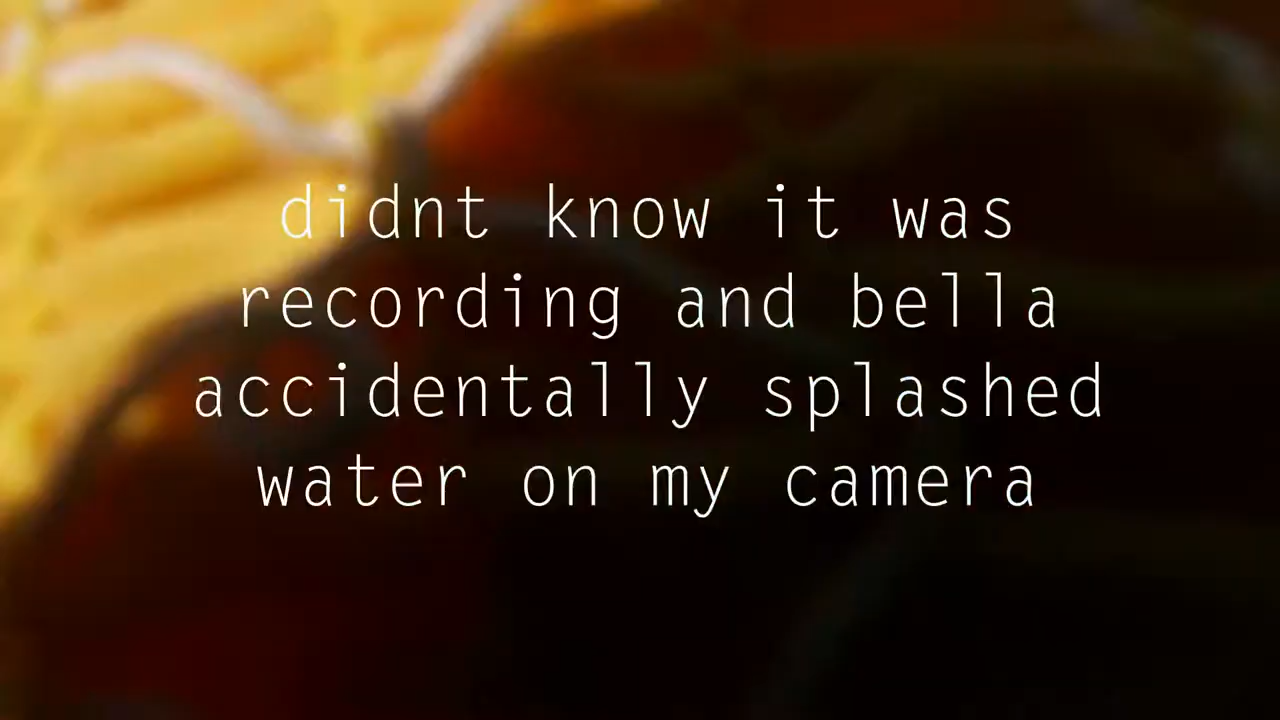 didnt know it was
recording and bella
accidentally splashed
water on my camera